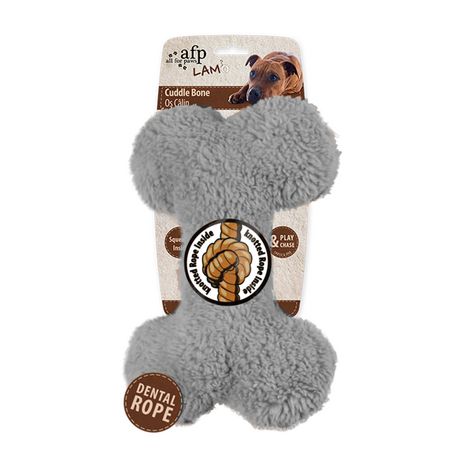 afp
all for paws
LAM
Cuddle Bone
Os Câlin
Knotted Rope Inside
Knotted Rope Inside
& PLAY
CHASE
DENTAL
ROPE